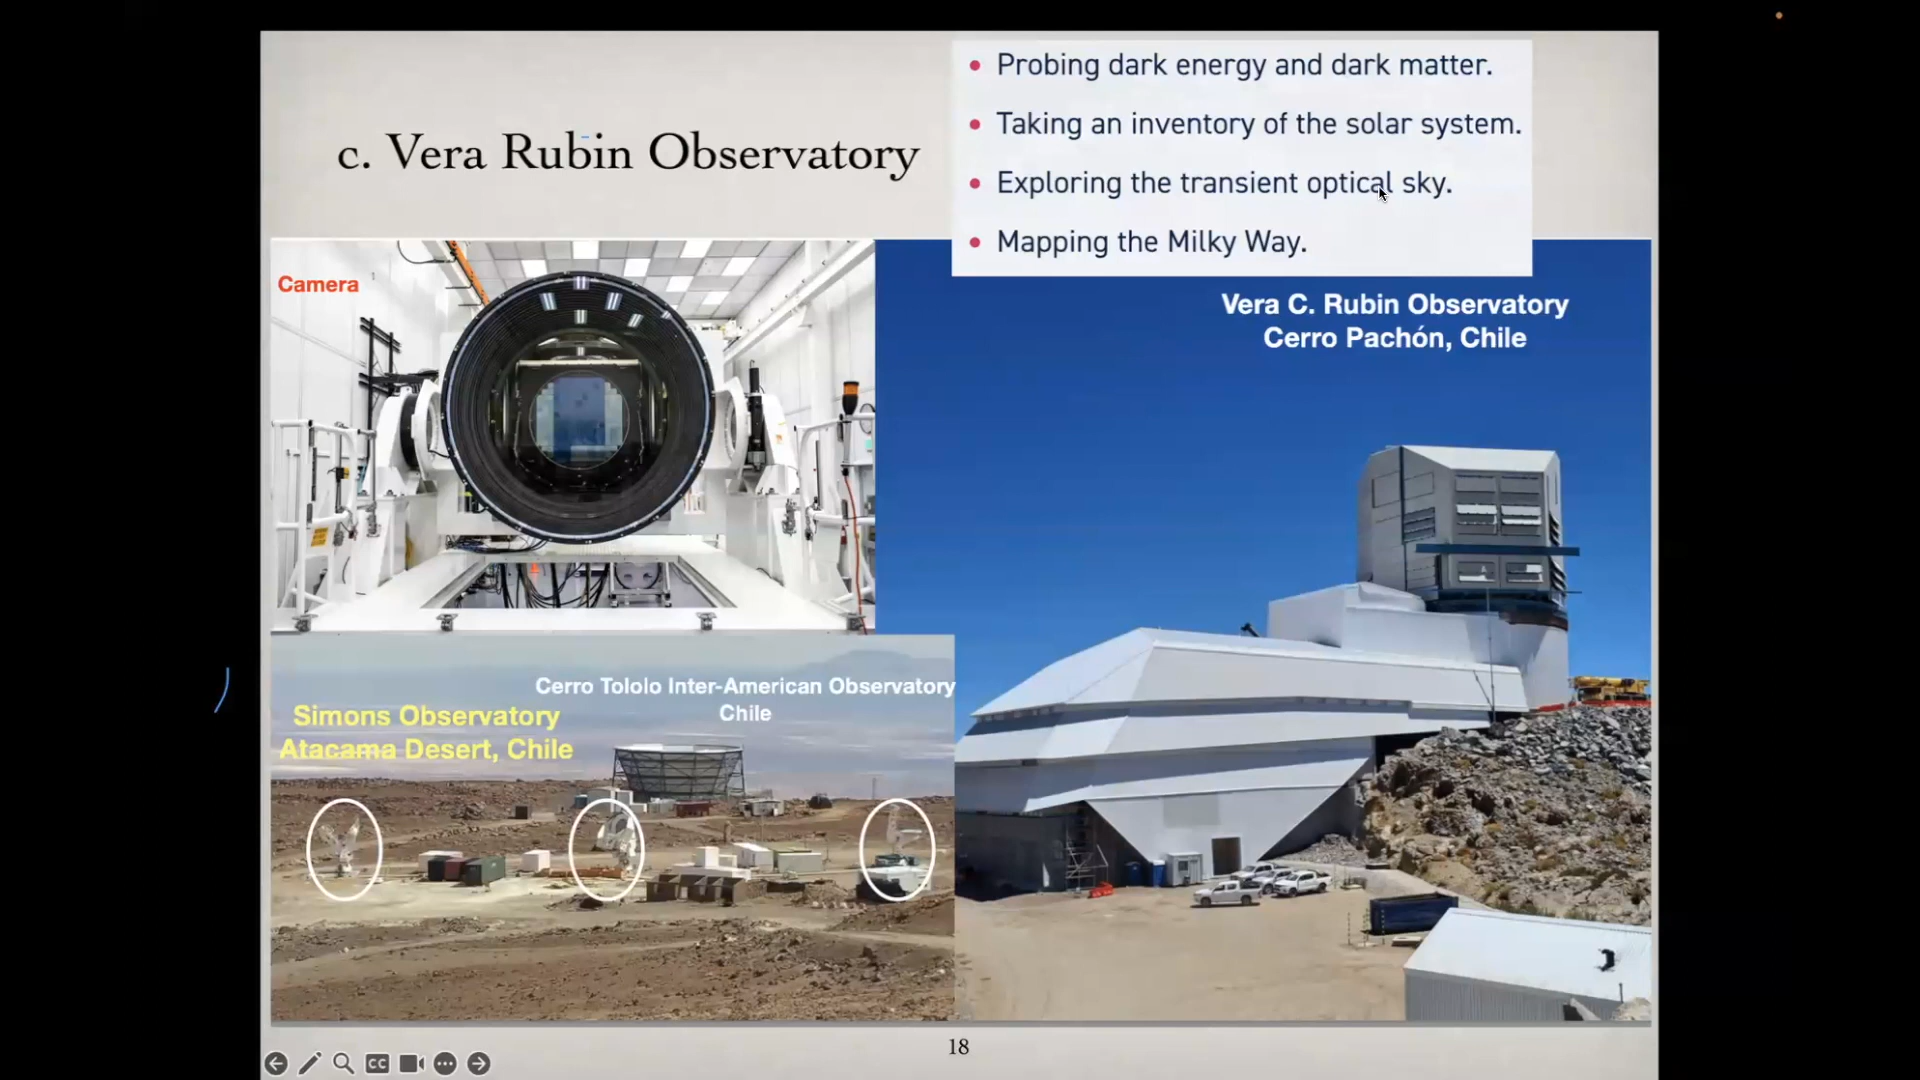 c. Vera Rubin Observatory
• Probing dark energy and dark matter.
• Taking an inventory of the solar system.
• Exploring the transient optical sky.
• Mapping the Milky Way.
Camera
Vera C. Rubin Observatory
Cerro Pachón, Chile
Cerro Tololo Inter-American Observatory
Chile
Simons Observatory
Atacama Desert, Chile
18
CC